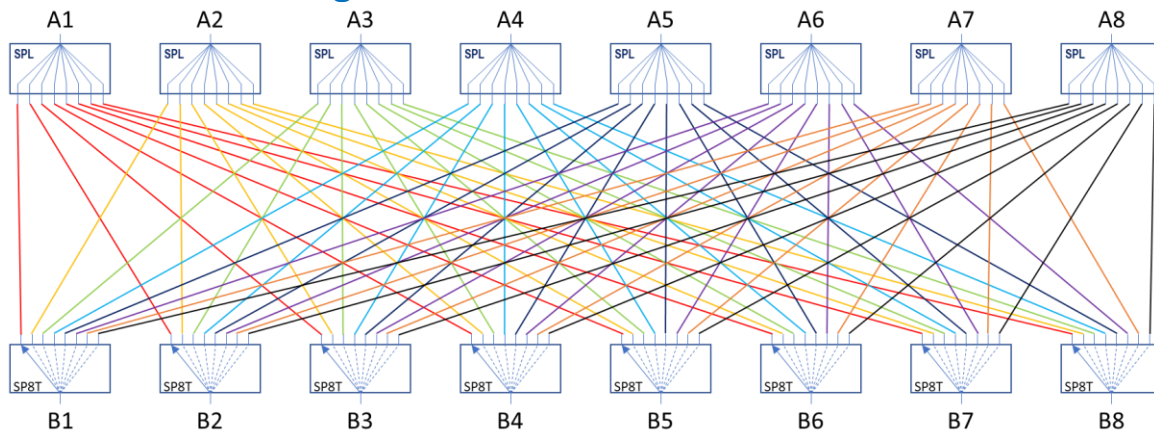 A1 A2 A3 A4 A5 A6 A7 A8
SPL SPL SPL SPL SPL SPL SPL SPL
SP8T SP8T SP8T SP8T SP8T SP8T SP8T SP8T
B1 B2 B3 B4 B5 B6 B7 B8